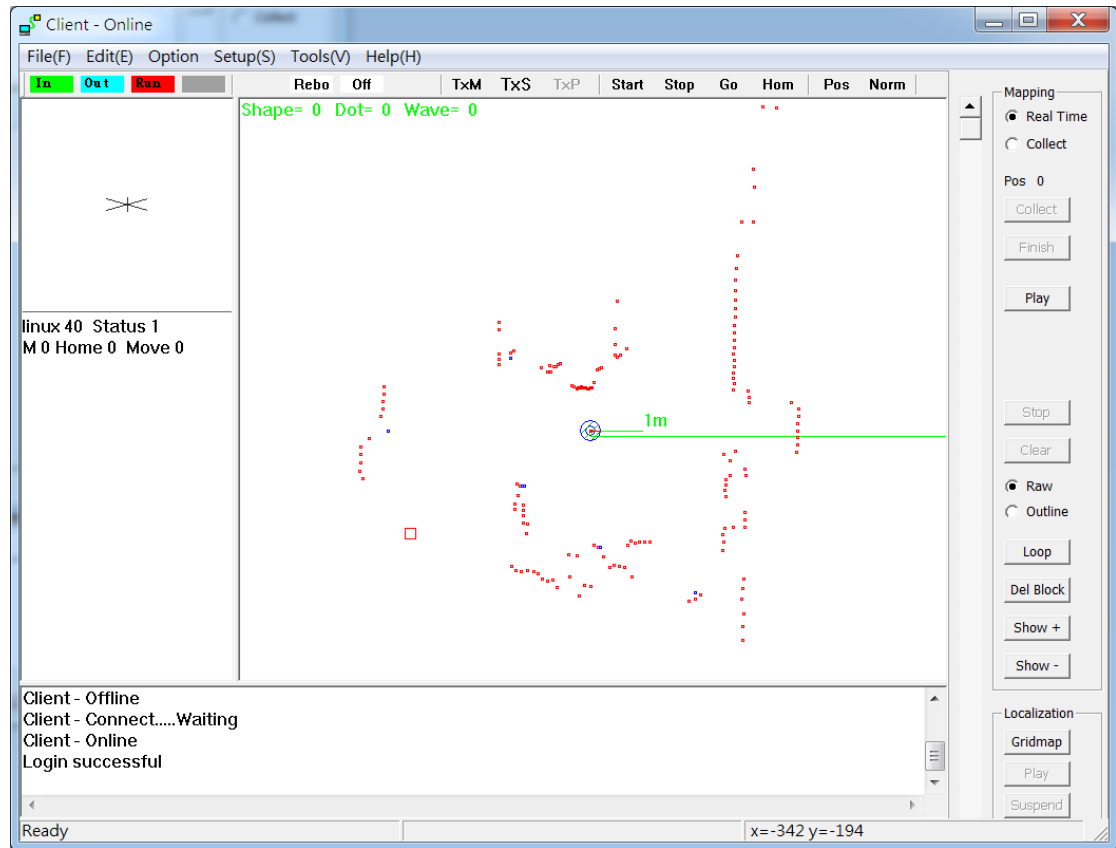 Client - Online
Collect
File(F) Edit(E) Option Setup(S) Tools(V) Help(H)
In Out Run Rebo Off TxM TxS TxP Start Stop Go Hom Pos Norm
Shape= 0 Dot= 0 Wave= 0
1m
linux 40 Status 1
M 0 Home 0 Move 0
Mapping
Real Time
Collect
Pos 0
Collect
Finish
Play
Stop
Clear
Raw
Outline
Loop
Del Block
Show +
Show -
Localization
Gridmap
Play
Suspend
Client - Offline
Client - Connect.....Waiting
Client - Online
Login successful
Ready
x=-342 y=-194